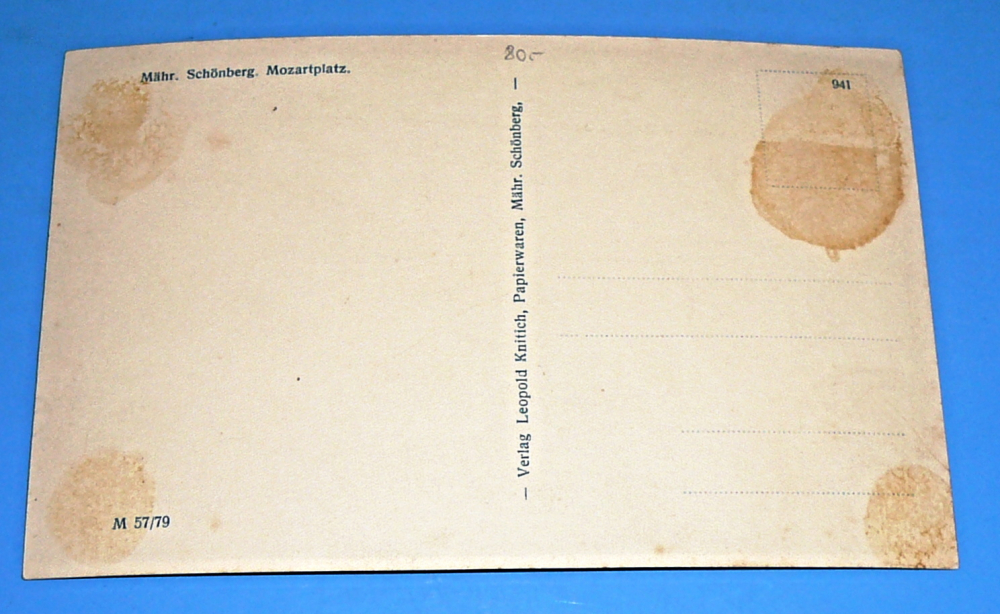 80.-
Mähr. Schönberg. Mozartplatz.
941
— Verlag Leopold Knitich, Papierwaren, Mähr. Schönberg, —
M 57/79